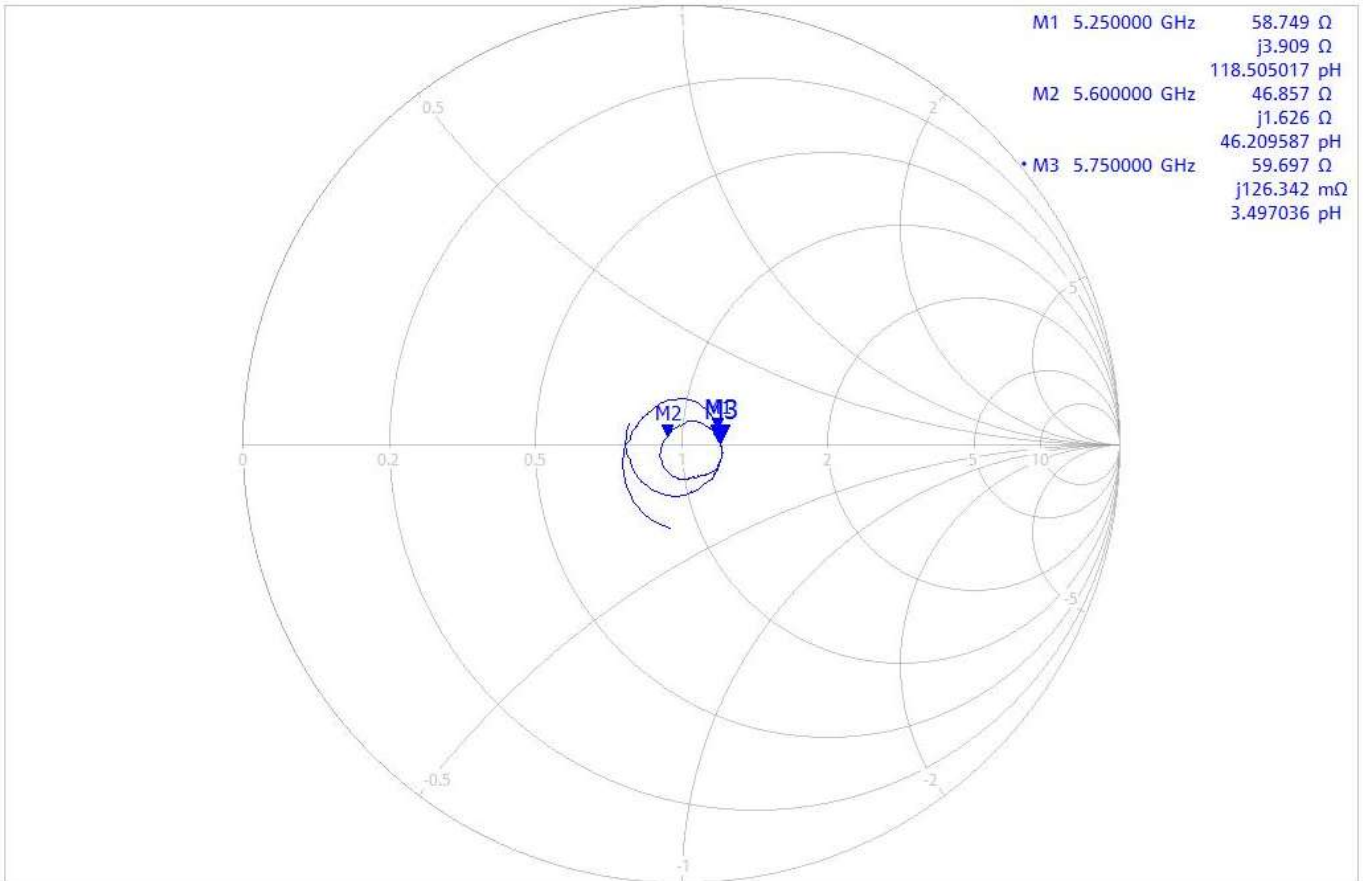 M1 5.250000 GHz 58.749 Ω
j3.909 Ω
118.505017 pH
M2 5.600000 GHz 46.857 Ω
j1.626 Ω
46.209587 pH
• M3 5.750000 GHz 59.697 Ω
j126.342 mΩ
3.497036 pH
1
0.5
2
5
M2
M1
M3
0
0.2
0.5
1
2
5
10
-5
-0.5
-2
-1